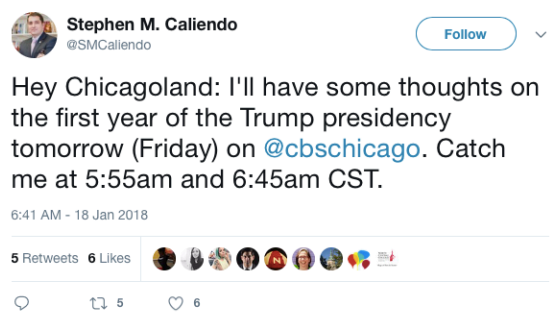 Stephen M. Caliendo
@SMCaliendo
Follow
Hey Chicagoland: I'll have some thoughts on
the first year of the Trump presidency
tomorrow (Friday) on @cbschicago. Catch
me at 5:55am and 6:45am CST.
6:41 AM - 18 Jan 2018
5 Retweets 6 Likes
N
5 6